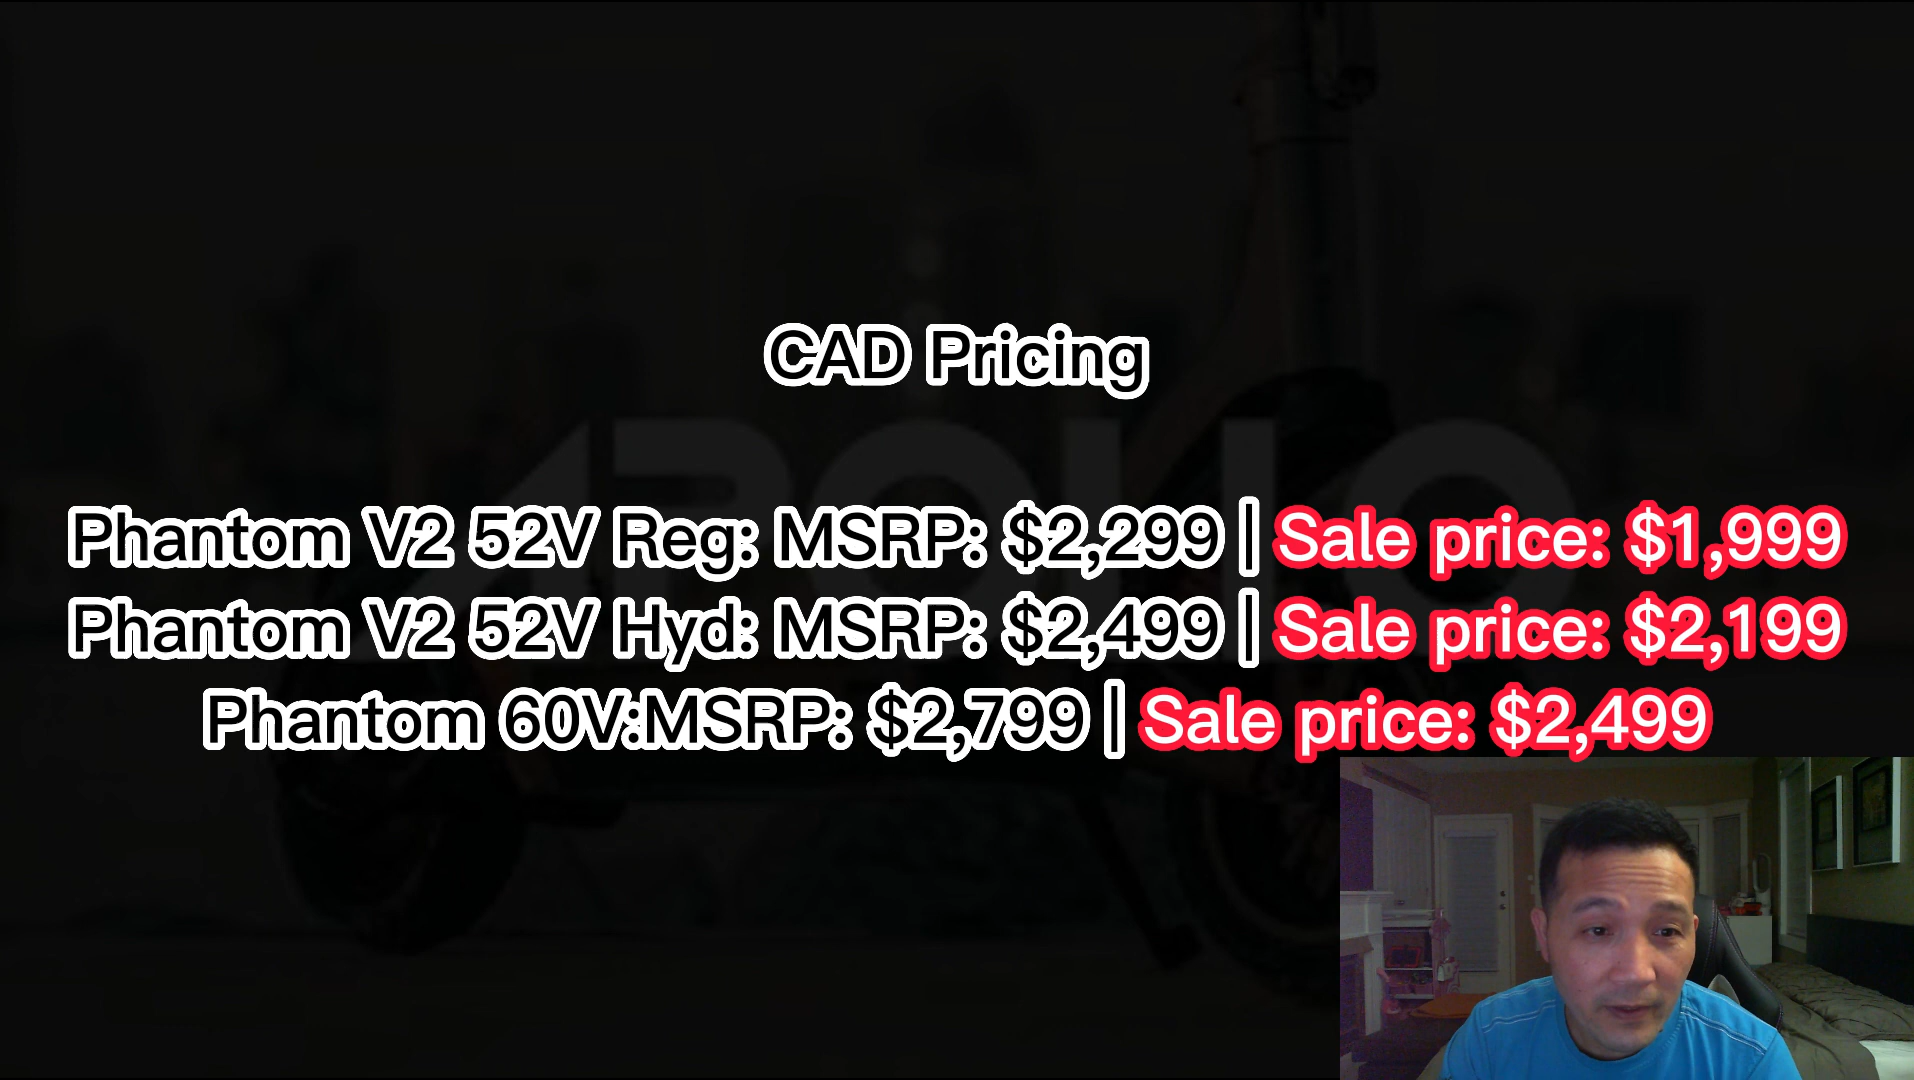 CAD Pricing
APOLLO
Phantom V2 52V Reg: MSRP: $2,299 | Sale price: $1,999
Phantom V2 52V Hyd: MSRP: $2,499 | Sale price: $2,199
Phantom 60V:MSRP: $2,799 | Sale price: $2,499